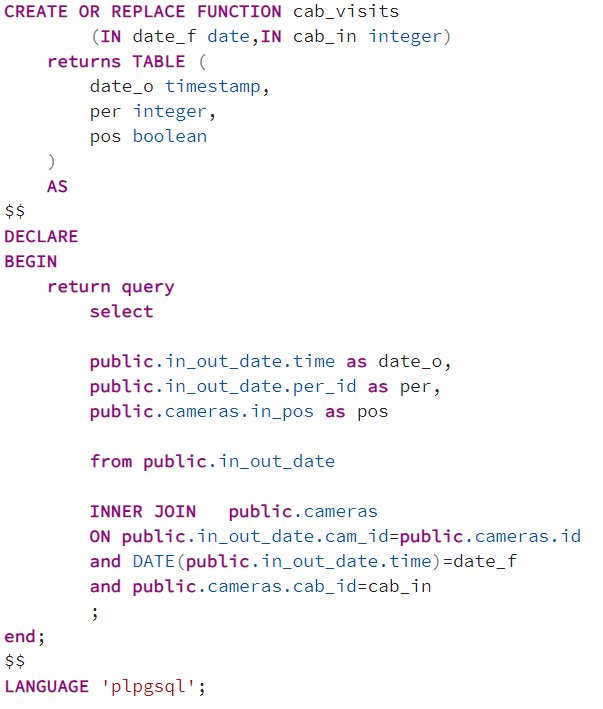 CREATE OR REPLACE FUNCTION cab_visits
(IN date_f date,IN cab_in integer)
returns TABLE (
date_o timestamp,
per integer,
pos boolean
)
AS
$$
DECLARE
BEGIN
return query
select
public.in_out_date.time as date_o,
public.in_out_date.per_id as per,
public.cameras.in_pos as pos
from public.in_out_date
INNER JOIN   public.cameras
ON public.in_out_date.cam_id=public.cameras.id
and DATE(public.in_out_date.time)=date_f
and public.cameras.cab_id=cab_in
;
end;
$$
LANGUAGE 'plpgsql';